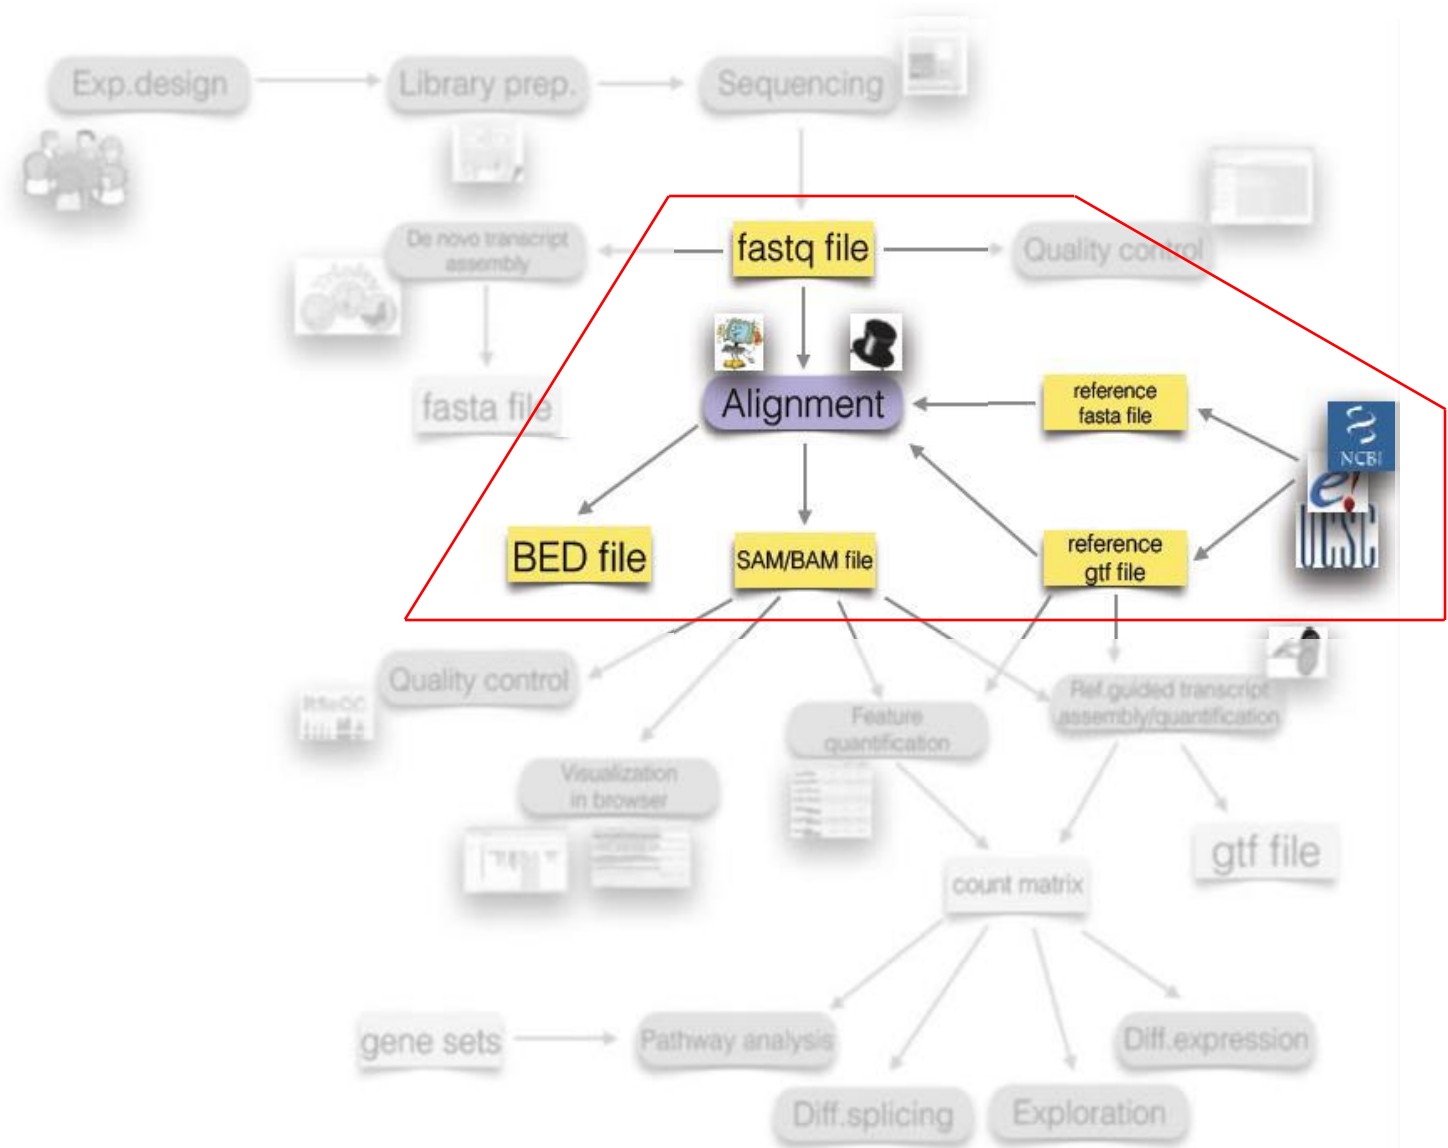 Exp.design
Library prep.
Sequencing
De novo transcript
assembly
fastq file
Quality control
fasta file
Alignment
reference
fasta file
NCBI
e!
UCSC
BED file
SAM/BAM file
reference
gtf file
Quality control
Feature
quantification
Ref.guided transcript
assembly/quantification
Visualization
in browser
count matrix
gtf file
gene sets
Pathway analysis
Diff.expression
Diff.splicing
Exploration